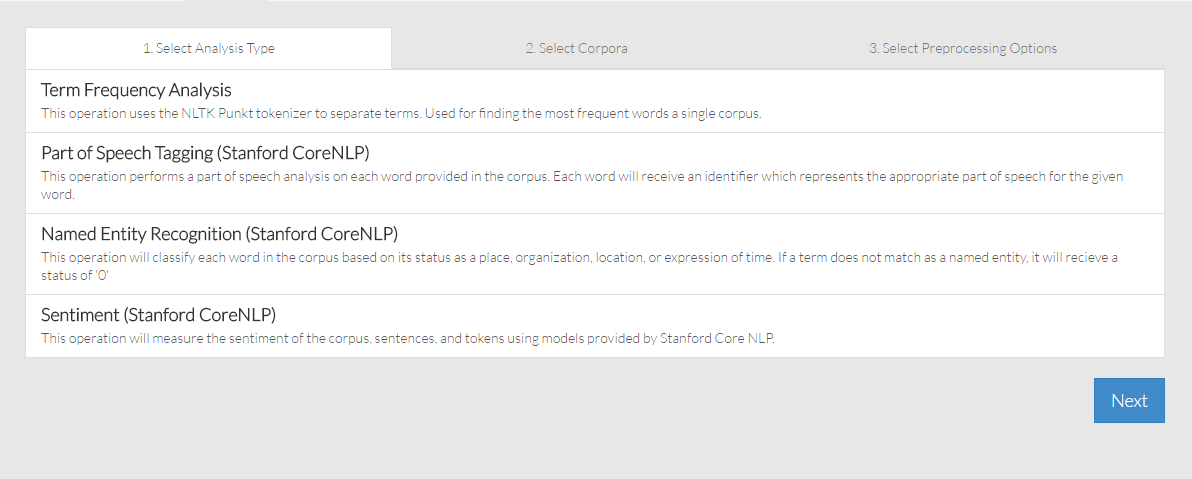 1. Select Analysis Type
2. Select Corpora
3. Select Preprocessing Options
Term Frequency Analysis
This operation uses the NLTK Punkt tokenizer to separate terms. Used for finding the most frequent words a single corpus.
Part of Speech Tagging (Stanford CoreNLP)
This operation performs a part of speech analysis on each word provided in the corpus. Each word will receive an identifier which represents the appropriate part of speech for the given
word.
Named Entity Recognition (Stanford CoreNLP)
This operation will classify each word in the corpus based on its status as a place, organization, location, or expression of time. If a term does not match as a named entity, it will recieve a
status of '0'
Sentiment (Stanford CoreNLP)
This operation will measure the sentiment of the corpus, sentences, and tokens using models provided by Stanford Core NLP.
Next